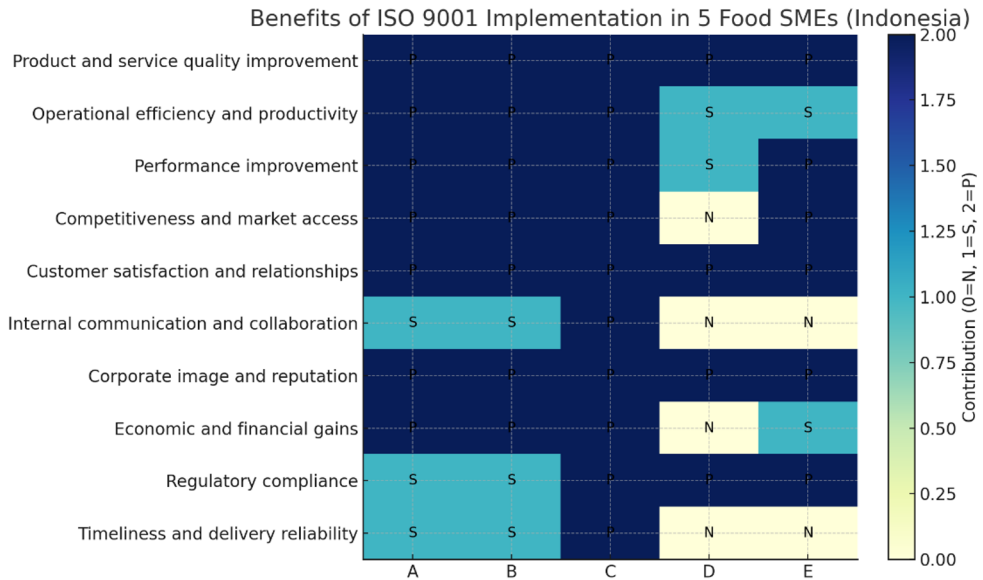 Benefits of ISO 9001 Implementation in 5 Food SMEs (Indonesia)
Product and service quality improvement P P P P P
Operational efficiency and productivity P P P S S
Performance improvement P P P S P
Competitiveness and market access P P P N P
Customer satisfaction and relationships P P P P P
Internal communication and collaboration S S P N N
Corporate image and reputation P P P P P
Economic and financial gains P P P N S
Regulatory compliance S S P P P
Timeliness and delivery reliability S S P N N
A B C D E
2.00
1.75
1.50
1.25
1.00
0.75
0.50
0.25
0.00
Contribution (0=N, 1=S, 2=P)